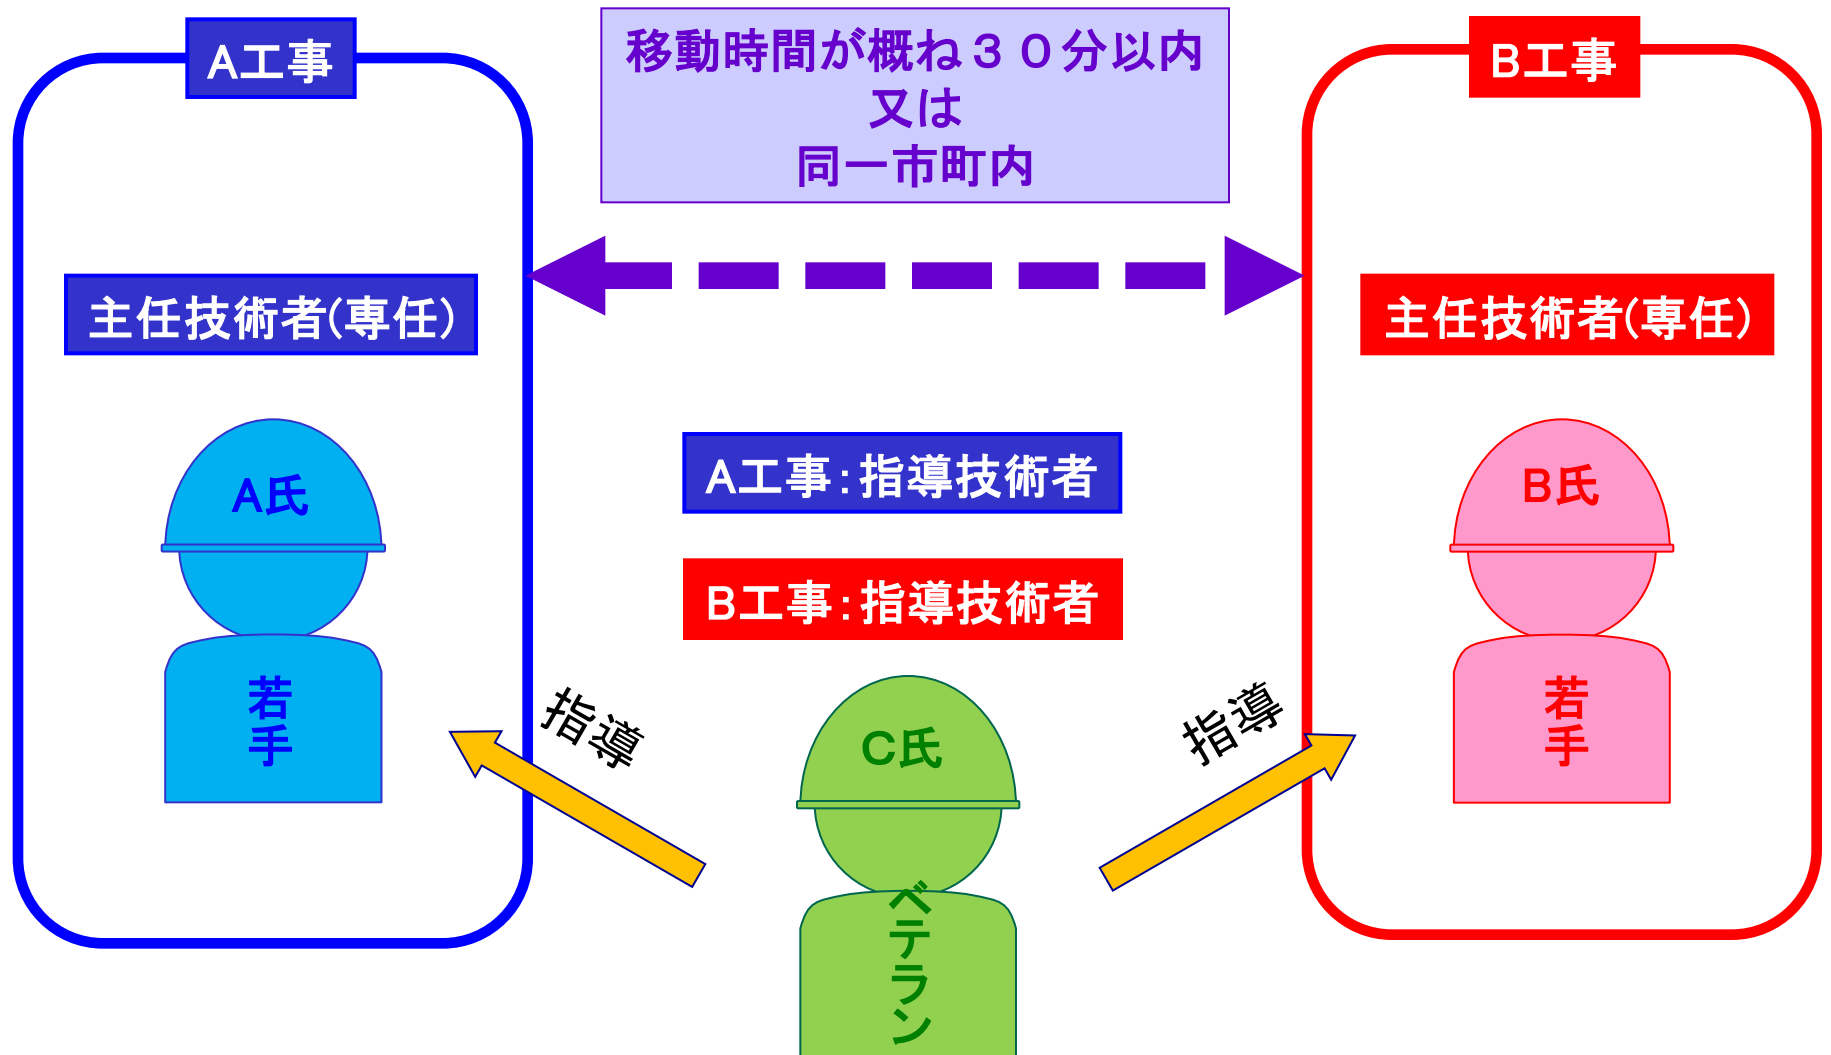 A工事
移動時間が概ね３０分以内
又は
同一市町内
B工事
主任技術者(専任)
主任技術者(専任)
A工事：指導技術者
B工事：指導技術者
A氏
若手
B氏
若手
指導
指導
C氏
ベテラン